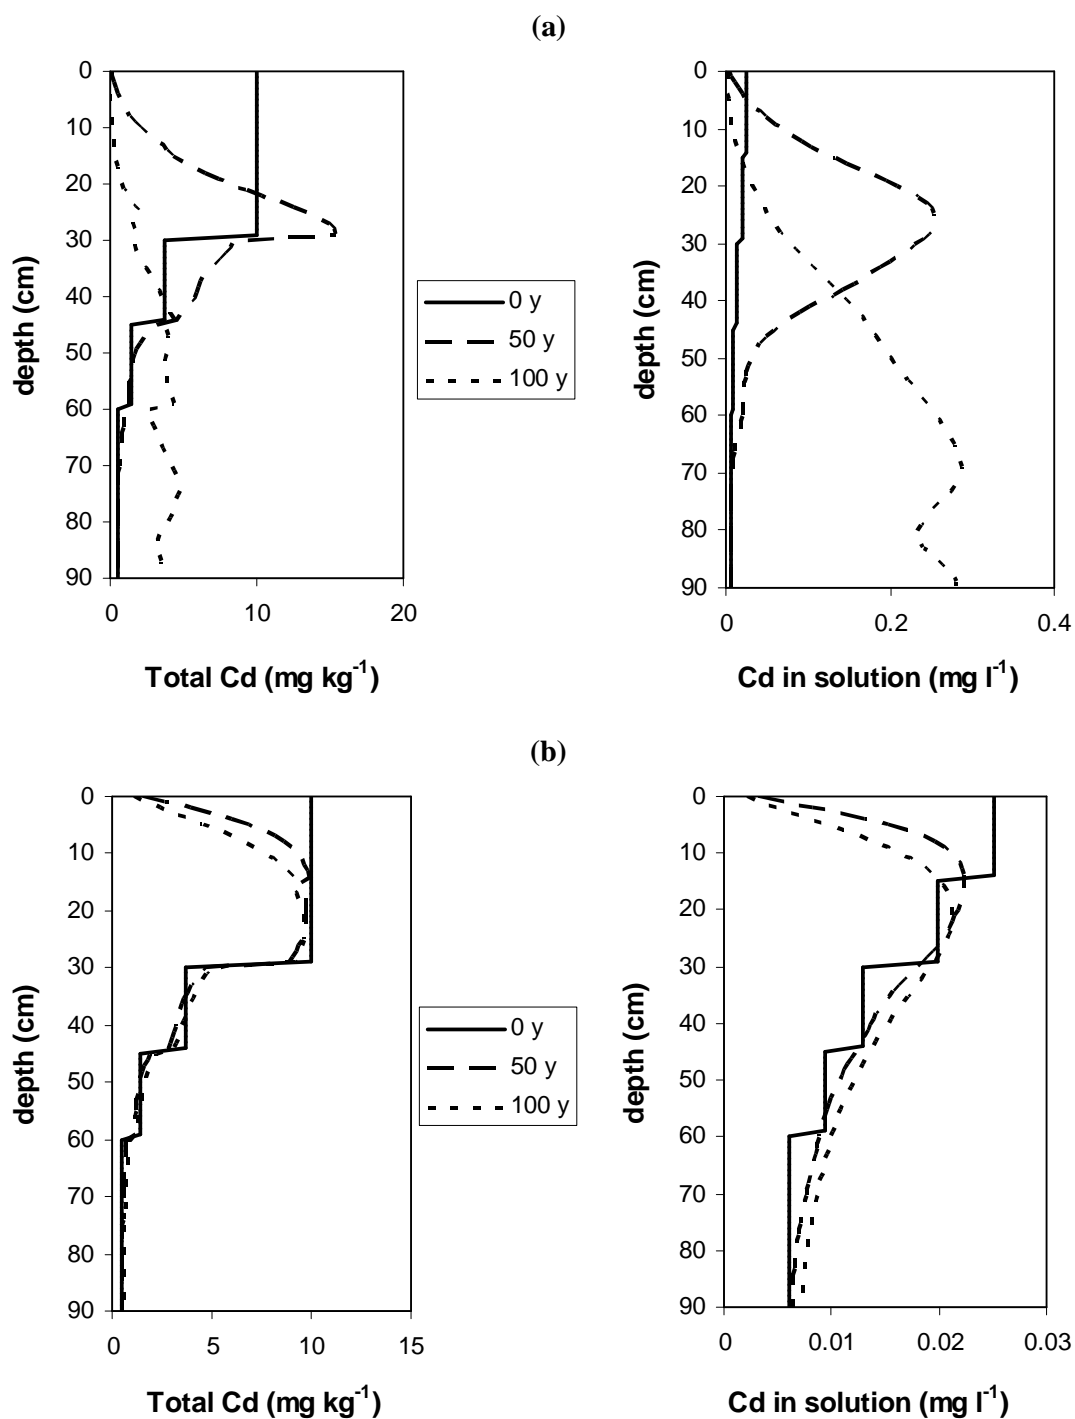 (a)
0
10
20
30
40
50
60
70
80
90
depth (cm)
0 10 20
Total Cd (mg kg⁻¹)
0 y
50 y
100 y
0
10
20
30
40
50
60
70
80
90
depth (cm)
0 0.2 0.4
Cd in solution (mg l⁻¹)
(b)
0
10
20
30
40
50
60
70
80
90
depth (cm)
0 5 10 15
Total Cd (mg kg⁻¹)
0 y
50 y
100 y
0
10
20
30
40
50
60
70
80
90
depth (cm)
0 0.01 0.02 0.03
Cd in solution (mg l⁻¹)